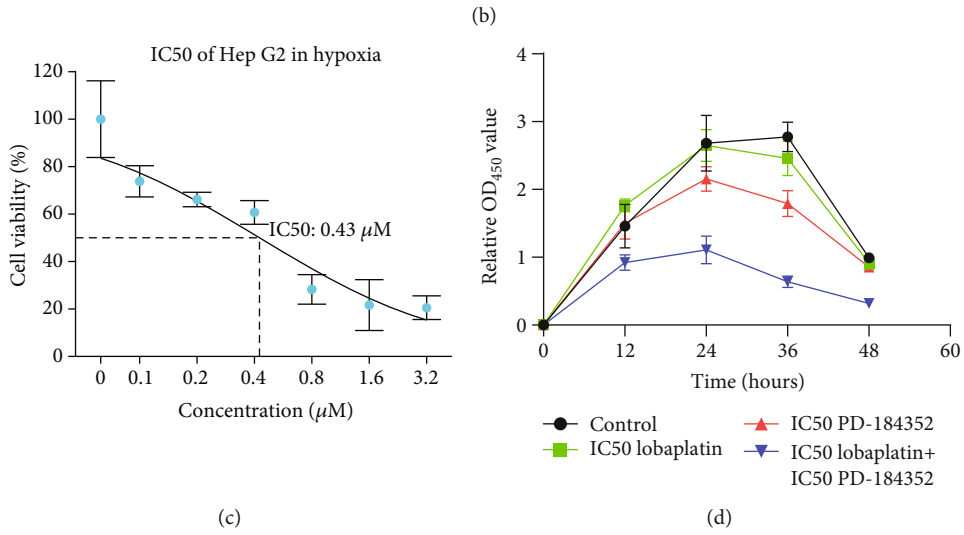 (b)
IC50 of Hep G2 in hypoxia
120
100
80
60
40
20
0
Cell viability (%)
IC50: 0.43 μM
0 0.1 0.2 0.4 0.8 1.6 3.2
Concentration (μM)
(c)
4
3
2
1
0
Relative OD450 value
0 12 24 36 48 60
Time (hours)
Control
IC50 lobaplatin
IC50 PD-184352
IC50 lobaplatin+
IC50 PD-184352
(d)